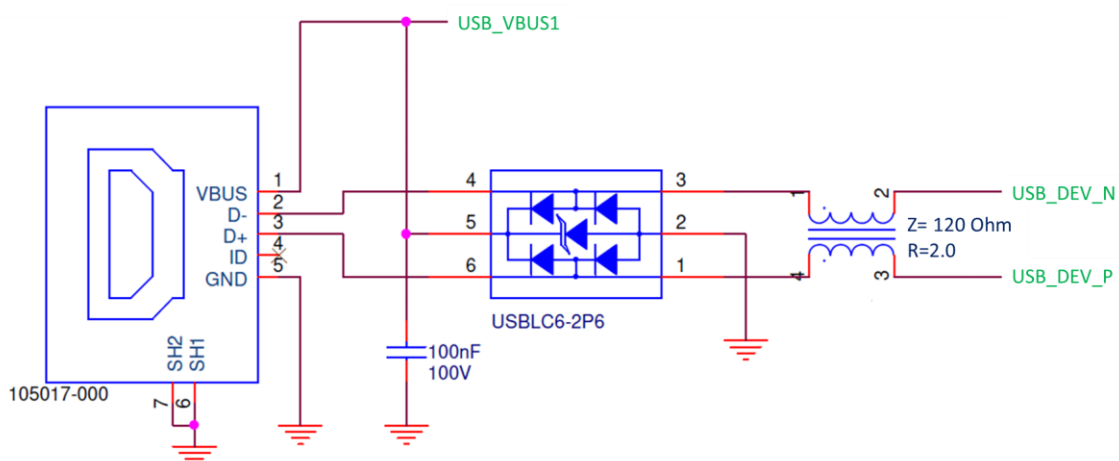 USB_VBUS1
VBUS 1
D- 2
D+ 3
ID 4
GND 5
SH2
SH1
7
6
105017-000
4
5
6
3
2
1
USBLC6-2P6
100nF
100V
1
2
4
3
Z= 120 Ohm
R=2.0
USB_DEV_N
USB_DEV_P